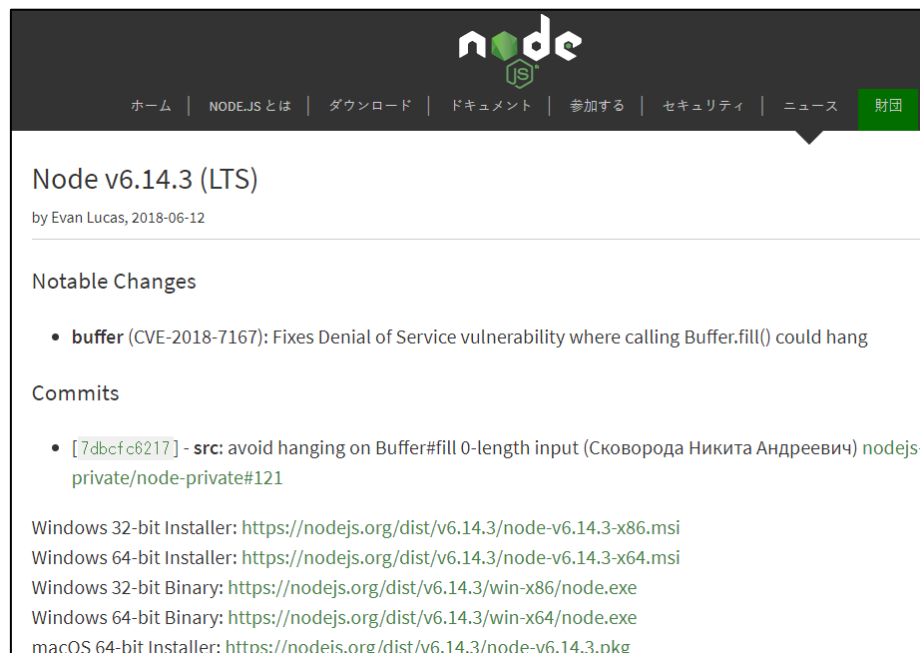 node
JS
ホーム | NODE.JS とは | ダウンロード | ドキュメント | 参加する | セキュリティ | ニュース 財団
Node v6.14.3 (LTS)
by Evan Lucas, 2018-06-12
Notable Changes
• buffer (CVE-2018-7167): Fixes Denial of Service vulnerability where calling Buffer.fill() could hang
Commits
• [7dbcfc6217] - src: avoid hanging on Buffer#fill 0-length input (Сковорода Никита Андреевич) nodejs-
private/node-private#121
Windows 32-bit Installer: https://nodejs.org/dist/v6.14.3/node-v6.14.3-x86.msi
Windows 64-bit Installer: https://nodejs.org/dist/v6.14.3/node-v6.14.3-x64.msi
Windows 32-bit Binary: https://nodejs.org/dist/v6.14.3/win-x86/node.exe
Windows 64-bit Binary: https://nodejs.org/dist/v6.14.3/win-x64/node.exe
macOS 64-bit Installer: https://nodejs.org/dist/v6.14.3/node-v6.14.3.pkg